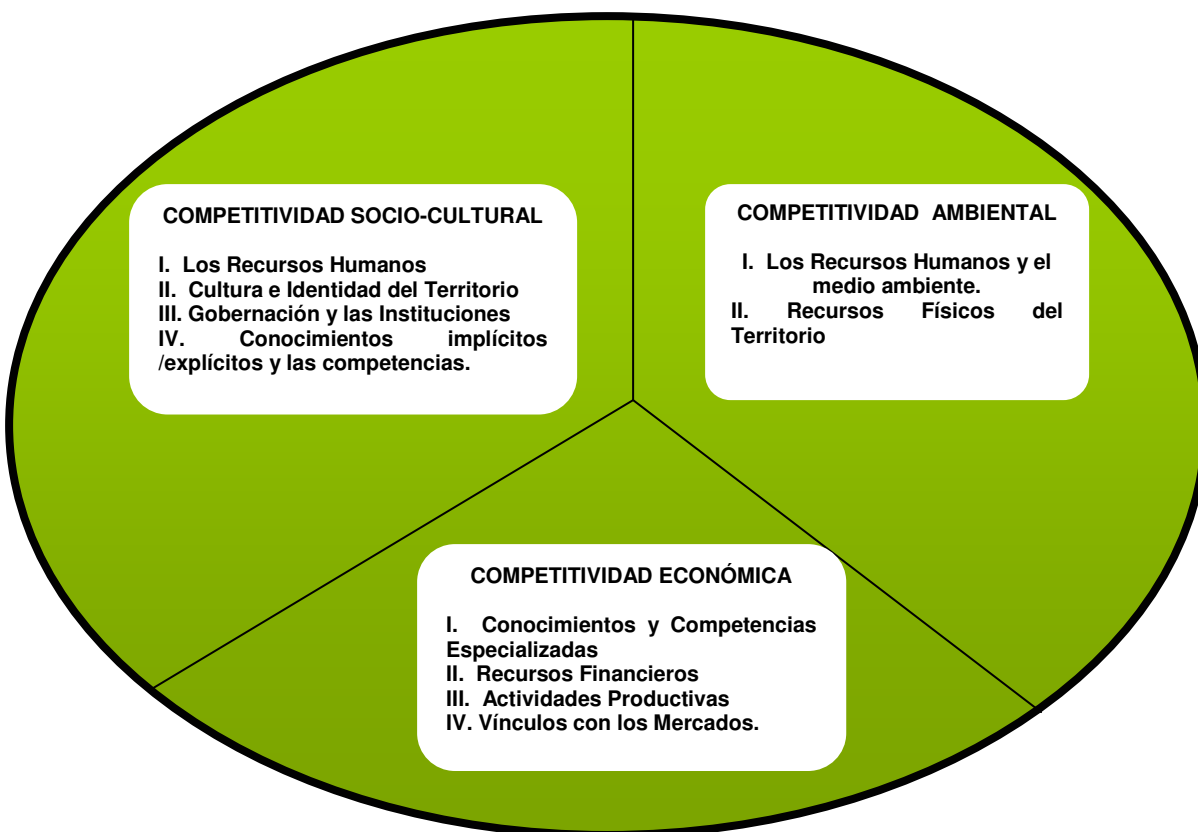 COMPETITIVIDAD SOCIO-CULTURAL
I. Los Recursos Humanos
II. Cultura e Identidad del Territorio
III. Gobernación y las Instituciones
IV. Conocimientos implícitos
/explícitos y las competencias.
COMPETITIVIDAD AMBIENTAL
I. Los Recursos Humanos y el
medio ambiente.
II. Recursos Físicos del
Territorio
COMPETITIVIDAD ECONÓMICA
I. Conocimientos y Competencias
Especializadas
II. Recursos Financieros
III. Actividades Productivas
IV. Vínculos con los Mercados.